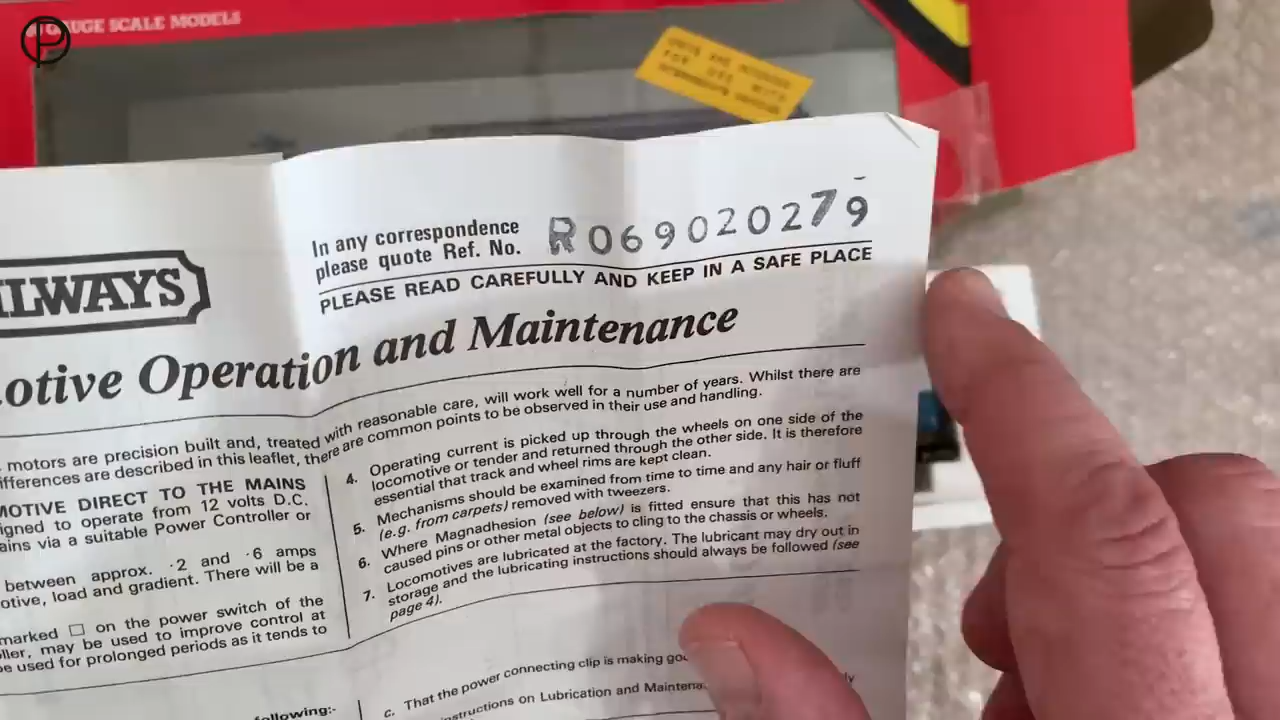 GAUGE SCALE MODELS
P
In any correspondence
please quote Ref. No.
R069020279
PLEASE READ CAREFULLY AND KEEP IN A SAFE PLACE
Operation and Maintenance
motors are precision built and, treated with reasonable care, will work well for a number of years. Whilst there are
are described in this leaflet, there are common points to be observed in their use and handling.
DIRECT TO THE MAINS
to operate from 12 volts D.C.
via a suitable Power Controller or
between approx. ·2 and ·6 amps
load and gradient. There will be a
marked □ on the power switch of the
may be used to improve control at
used for prolonged periods as it tends to
following:-
4. Operating current is picked up through the wheels on one side of the
locomotive or tender and returned through the other side. It is therefore
essential that track and wheel rims are kept clean.
5. Mechanisms should be examined from time to time and any hair or fluff
(e.g. from carpets) removed with tweezers.
6. Where Magnadhesion (see below) is fitted ensure that this has not
caused pins or other metal objects to cling to the chassis or wheels.
7. Locomotives are lubricated at the factory. The lubricant may dry out in
storage and the lubricating instructions should always be followed (see
page 4).
c. That the power connecting clip is making
on Lubrication and